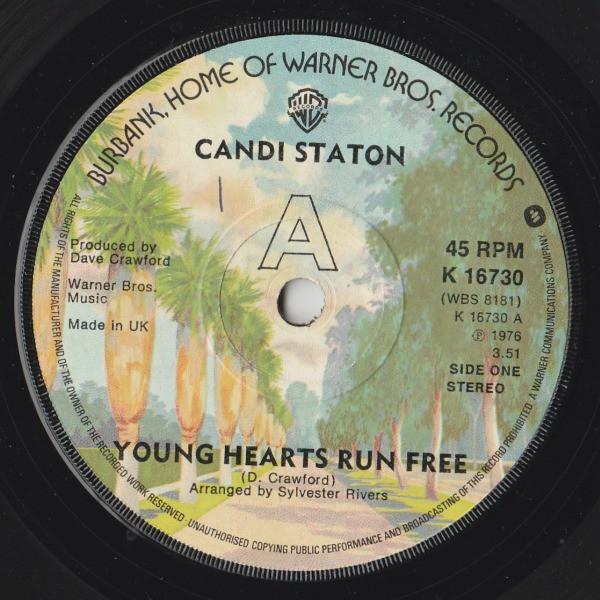 BURBANK, HOME OF WARNER BROS. RECORDS
WB
RECORDS
CANDI STATON
A
Produced by
Dave Crawford
Warner Bros.
Music
Made in UK
45 RPM
K 16730
(WBS 8181)
K 16730 A
℗ 1976
3.51
SIDE ONE
STEREO
YOUNG HEARTS RUN FREE
(D. Crawford)
Arranged by Sylvester Rivers
ALL RIGHTS OF THE MANUFACTURER AND OF THE OWNER OF THE RECORDED WORK RESERVED. UNAUTHORISED COPYING PUBLIC PERFORMANCE AND BROADCASTING OF THIS RECORD PROHIBITED. A WARNER COMMUNICATIONS COMPANY.